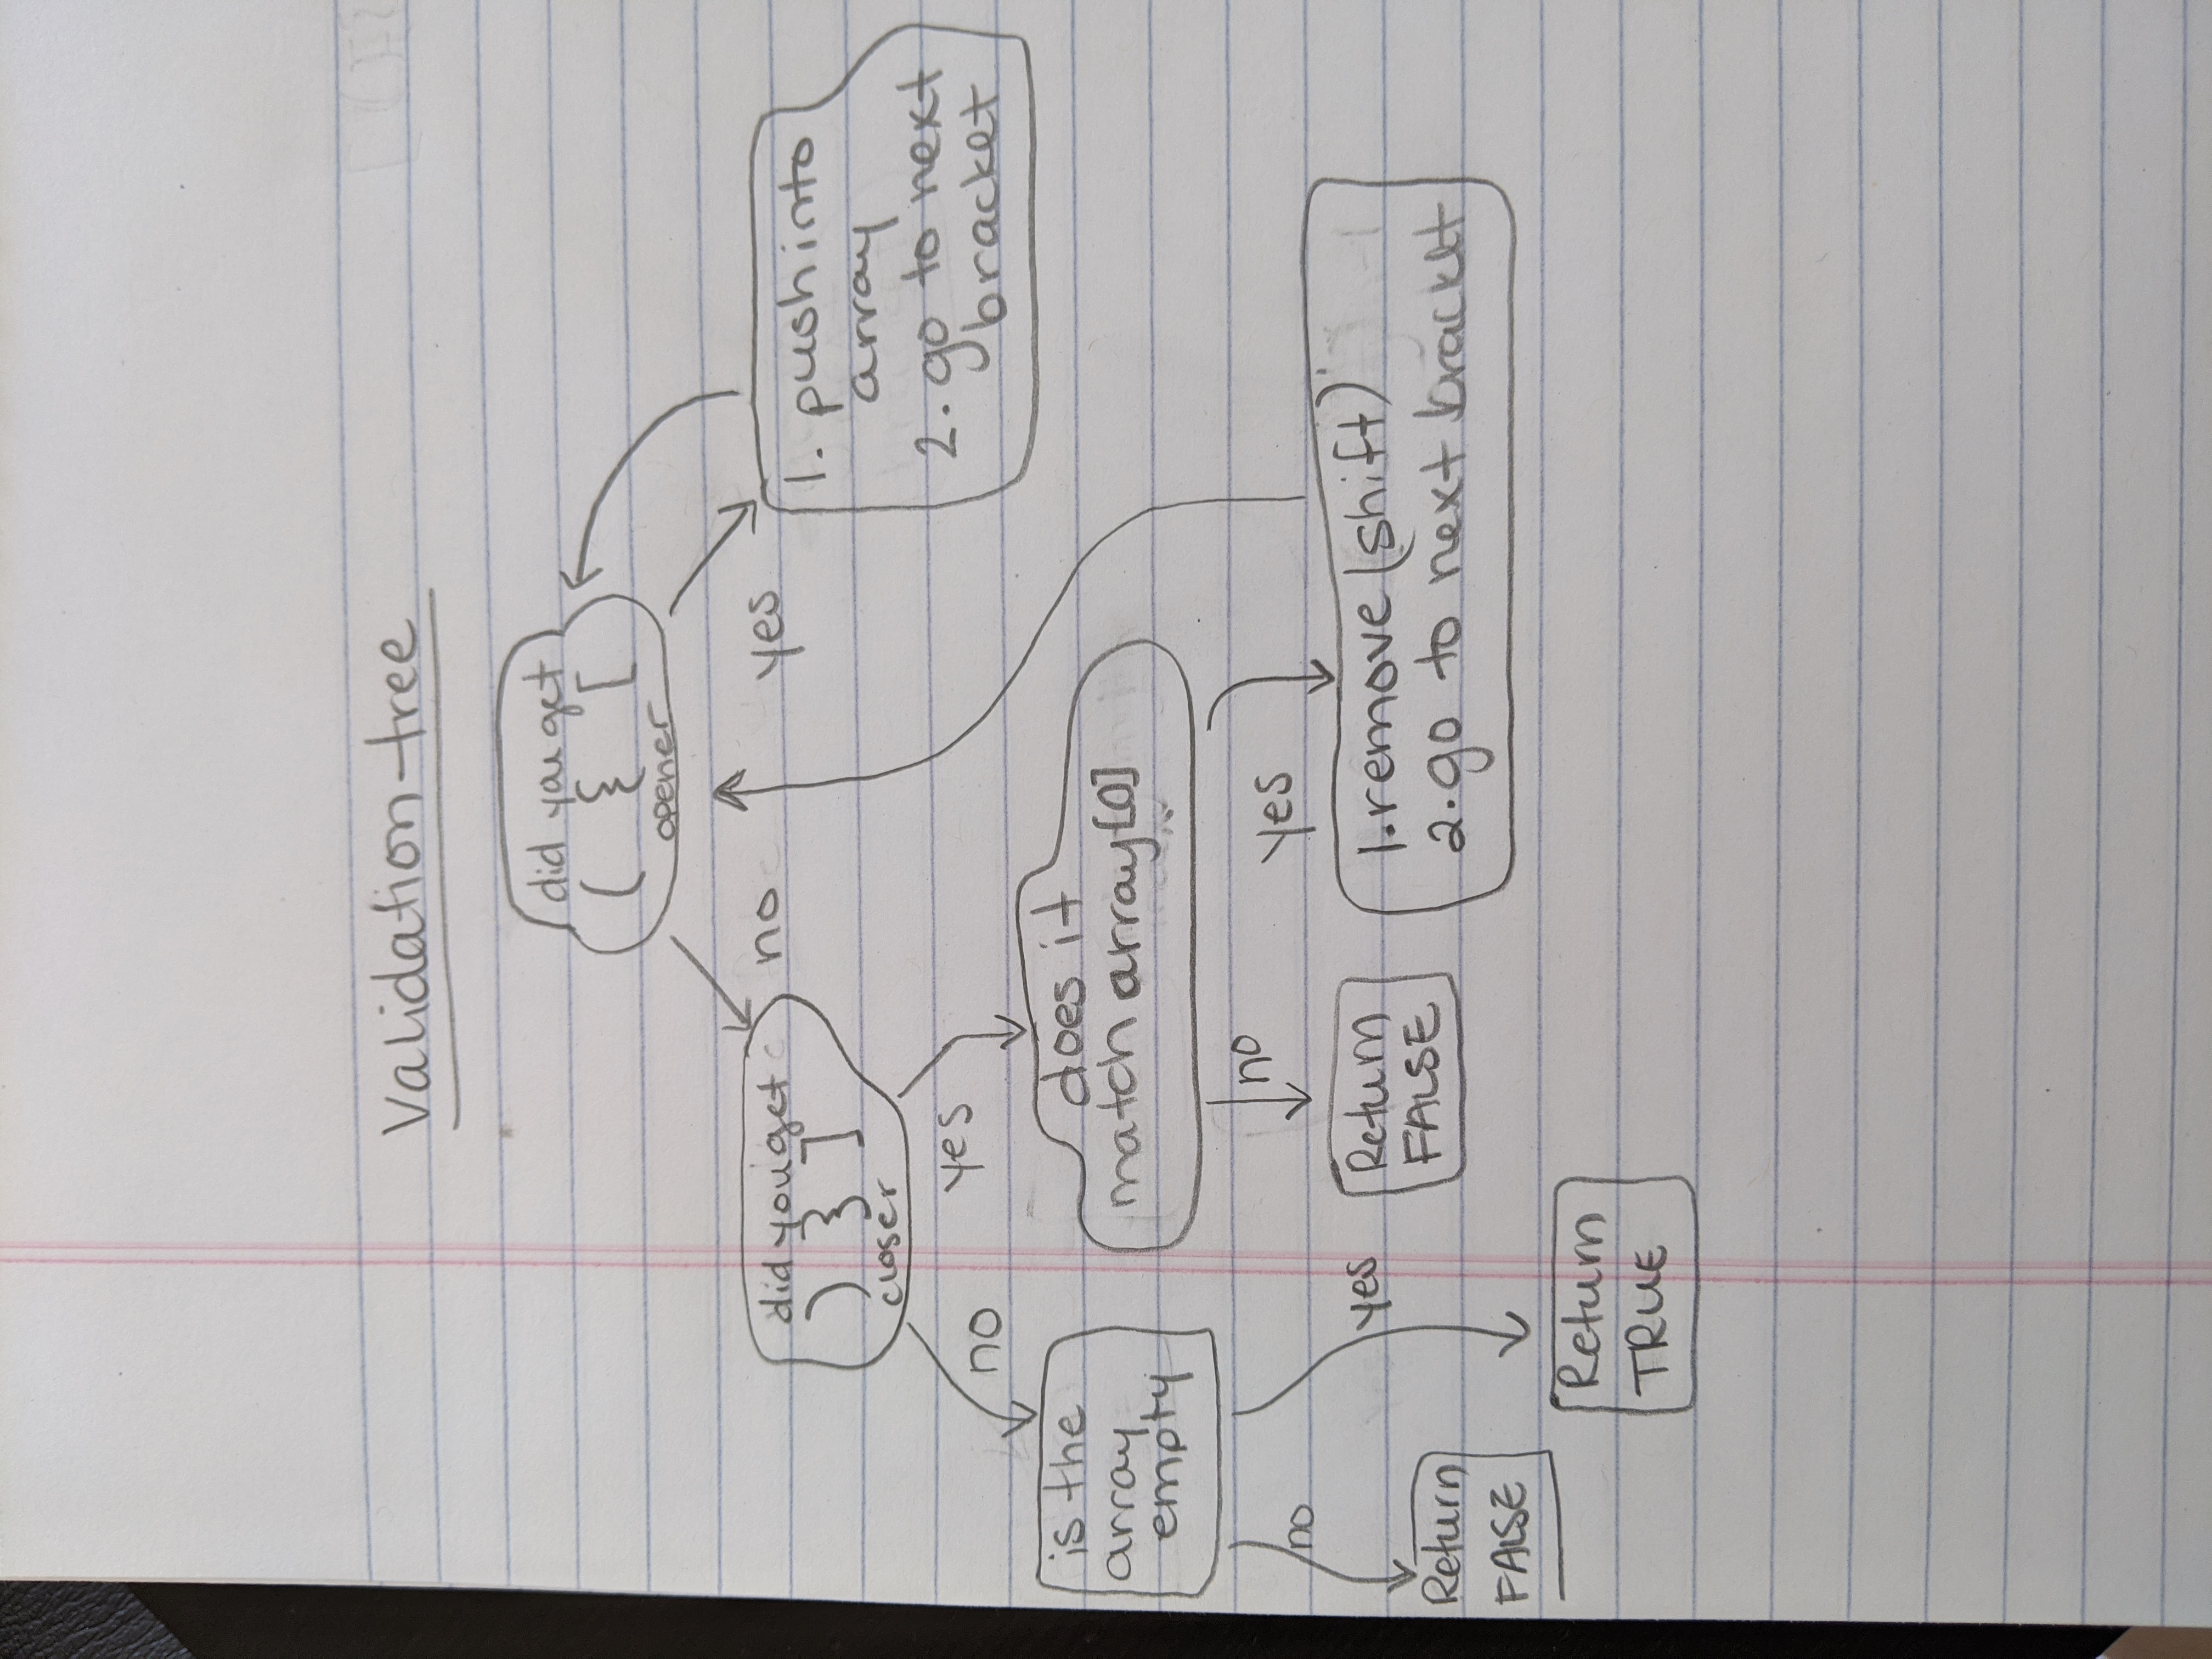 Validation tree
did you get
( { [
opener
no
yes
did you get
) } ]
closer
1. push into
array
2. go to next
bracket
no
yes
is the
array
empty
does it
match array[0]
no
yes
no
yes
Return
FALSE
1. remove (shift)
2. go to next bracket
Return
FALSE
Return
TRUE